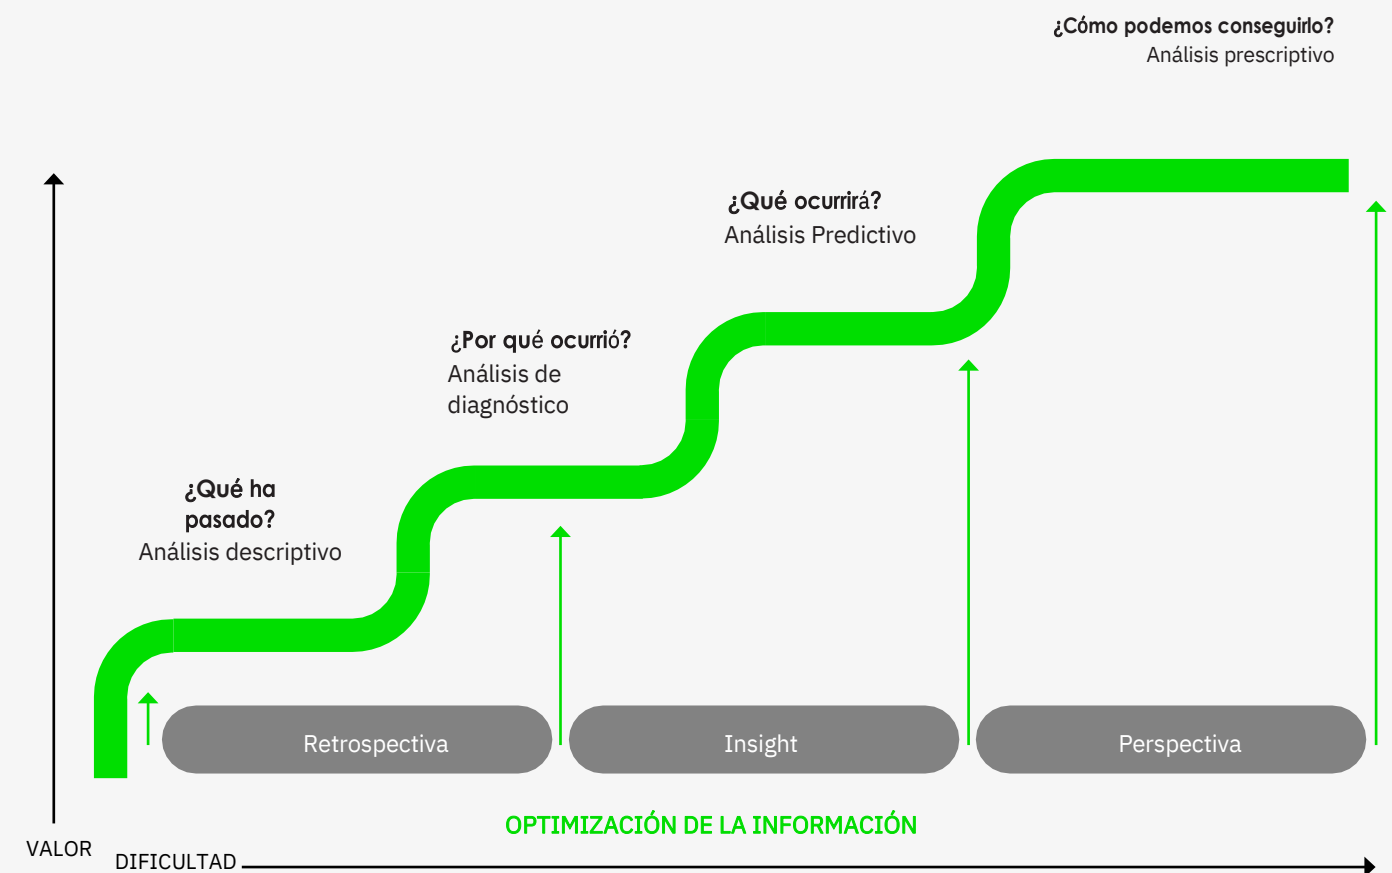 ¿Cómo podemos conseguirlo?
Análisis prescriptivo
¿Qué ocurrirá?
Análisis Predictivo
¿Por qué ocurrió?
Análisis de
diagnóstico
¿Qué ha
pasado?
Análisis descriptivo
Retrospectiva
Insight
Perspectiva
OPTIMIZACIÓN DE LA INFORMACIÓN
VALOR
DIFICULTAD